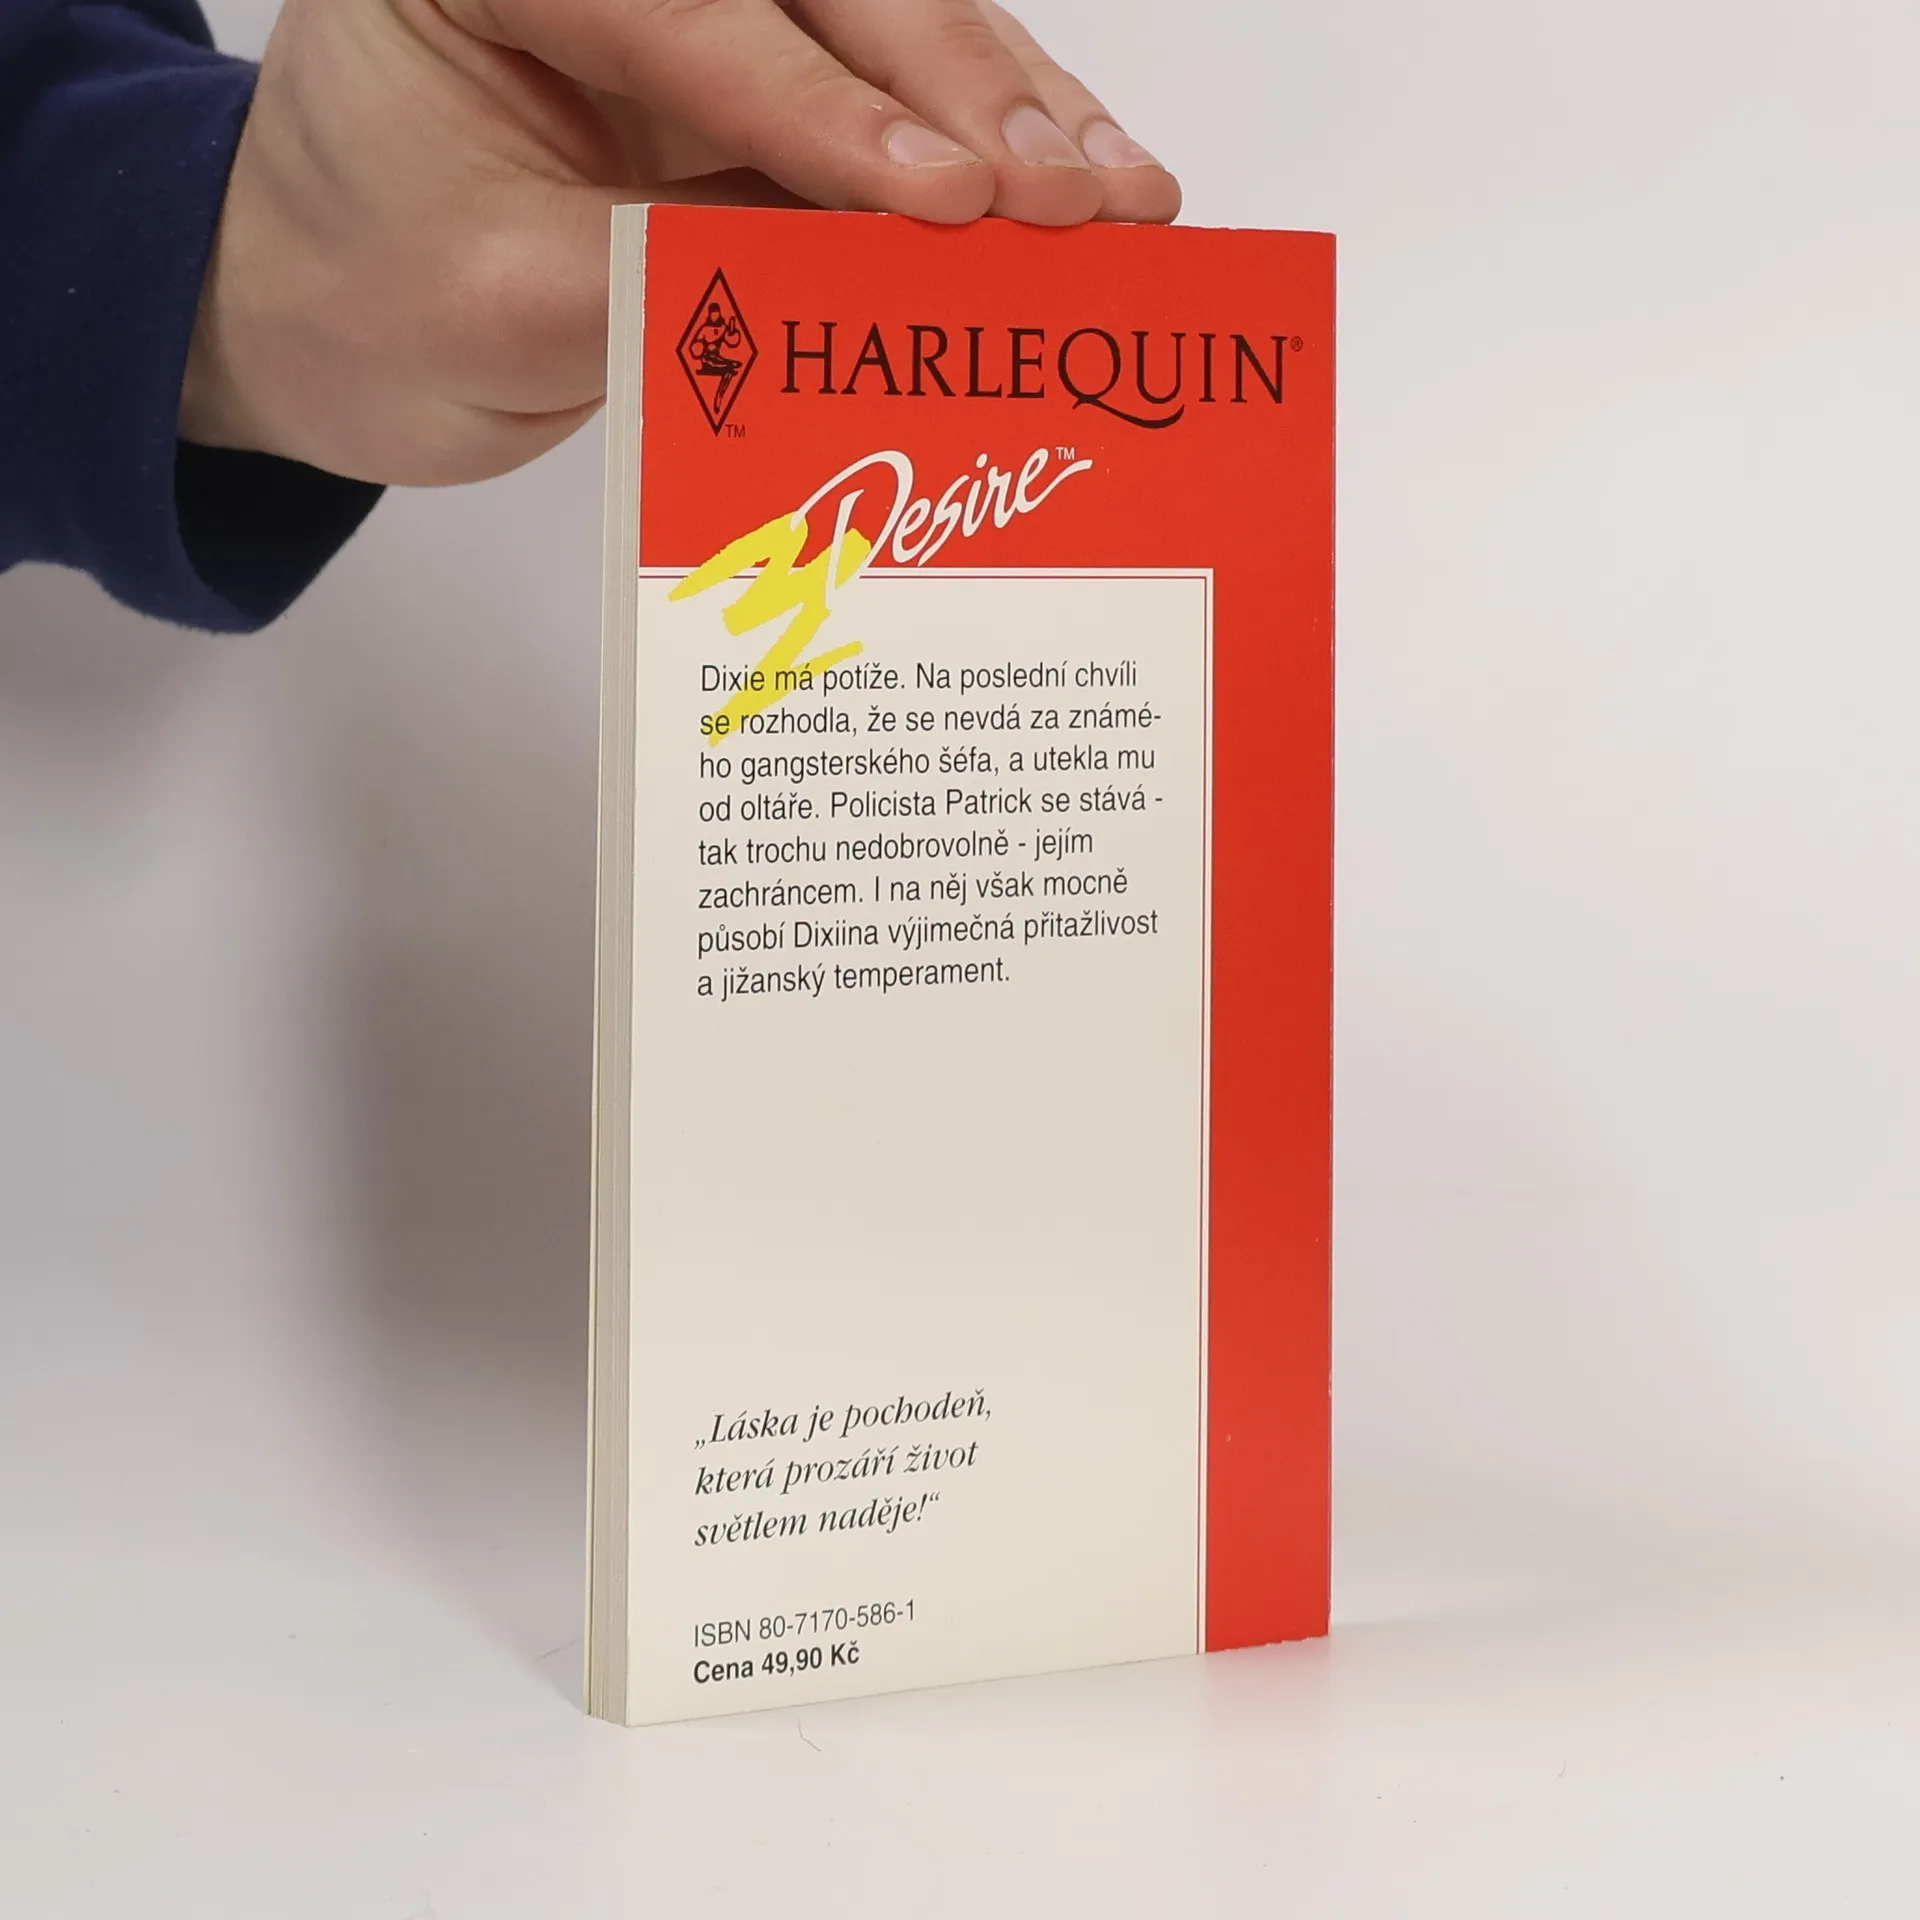 HARLEQUIN®
TM
Desire™
Dixie má potíže. Na poslední chvíli
se rozhodla, že se nevdá za známé-
ho gangsterského šéfa, a utekla mu
od oltáře. Policista Patrick se stává -
tak trochu nedobrovolně - jejím
zachráncem. I na něj však mocně
působí Dixiina výjimečná přitažlivost
a jižanský temperament.
„Láska je pochodeň,
která prozáří život
světlem naděje!“
ISBN 80-7170-586-1
Cena 49,90 Kč